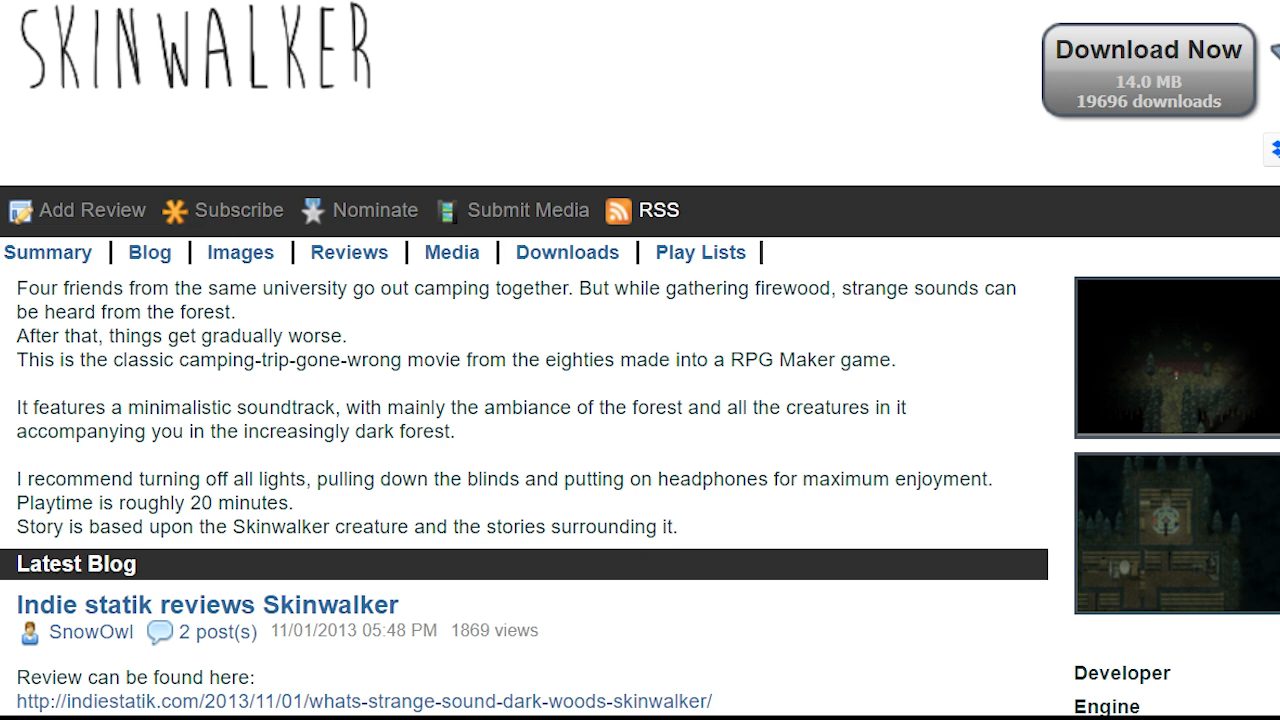 SKINWALKER
Download Now
14.0 MB
19696 downloads
Add Review Subscribe Nominate Submit Media RSS
Summary | Blog | Images | Reviews | Media | Downloads | Play Lists |
Four friends from the same university go out camping together. But while gathering firewood, strange sounds can
be heard from the forest.
After that, things get gradually worse.
This is the classic camping-trip-gone-wrong movie from the eighties made into a RPG Maker game.
It features a minimalistic soundtrack, with mainly the ambiance of the forest and all the creatures in it
accompanying you in the increasingly dark forest.
I recommend turning off all lights, pulling down the blinds and putting on headphones for maximum enjoyment.
Playtime is roughly 20 minutes.
Story is based upon the Skinwalker creature and the stories surrounding it.
Latest Blog
Indie statik reviews Skinwalker
SnowOwl 2 post(s) 11/01/2013 05:48 PM 1869 views
Review can be found here:
http://indiestatik.com/2013/11/01/whats-strange-sound-dark-woods-skinwalker/
Developer
Engine